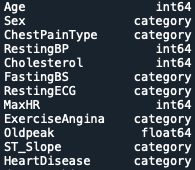 Age int64
Sex category
ChestPainType category
RestingBP int64
Cholesterol int64
FastingBS category
RestingECG category
MaxHR int64
ExerciseAngina category
Oldpeak float64
ST_Slope category
HeartDisease category